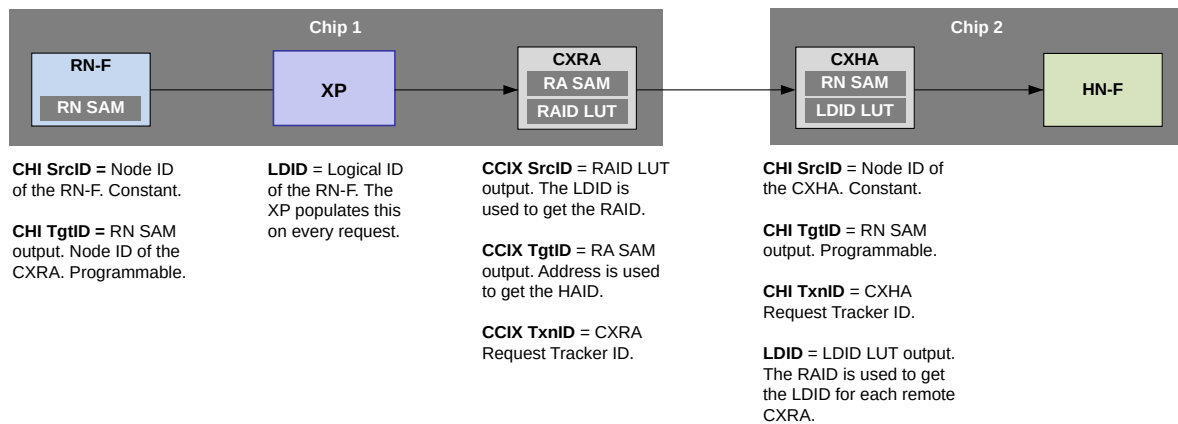 Chip 1
RN-F
RN SAM
XP
CXRA
RA SAM
RAID LUT
Chip 2
CXHA
RN SAM
LDID LUT
HN-F
CHI SrcID = Node ID
of the RN-F. Constant.
CHI TgtID = RN SAM
output. Node ID of the
CXRA. Programmable.
LDID = Logical ID
of the RN-F. The
XP populates this
on every request.
CCIX SrcID = RAID LUT
output. The LDID is
used to get the RAID.
CCIX TgtID = RA SAM
output. Address is used
to get the HAID.
CCIX TxnID = CXRA
Request Tracker ID.
CHI SrcID = Node ID of
the CXHA. Constant.
CHI TgtID = RN SAM
output. Programmable.
CHI TxnID = CXHA
Request Tracker ID.
LDID = LDID LUT output.
The RAID is used to get
the LDID for each remote
CXRA.